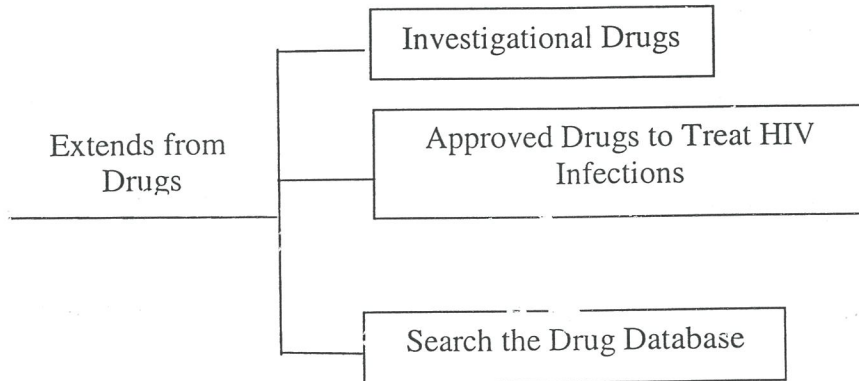 Investigational Drugs
Extends from
Drugs
Approved Drugs to Treat HIV
Infections
Search the Drug Database